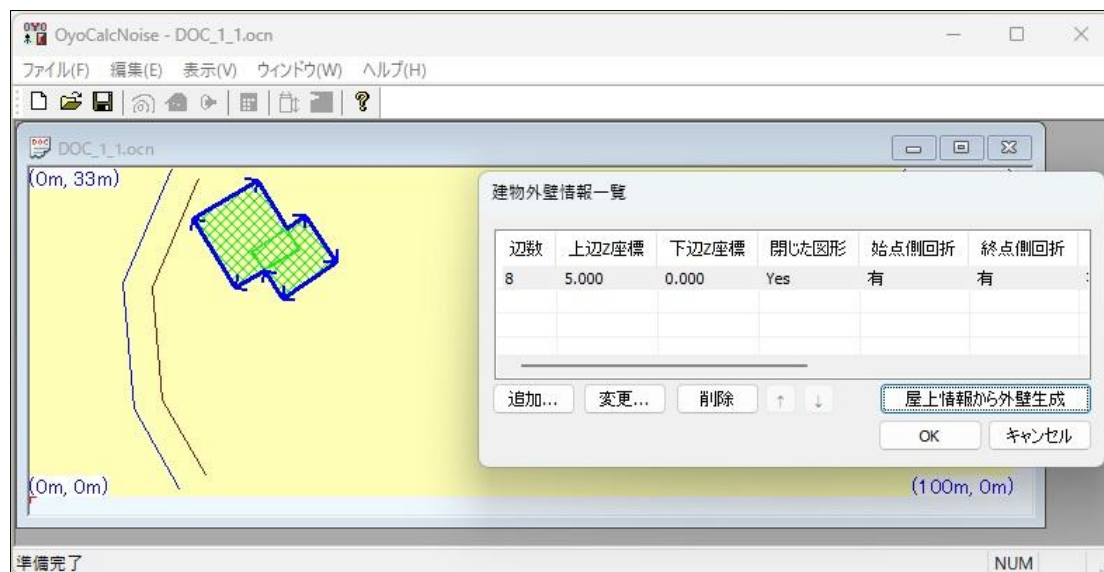 OYO OyoCalcNoise - DOC_1_1.ocn
ファイル(F) 編集(E) 表示(V) ウィンドウ(W) ヘルプ(H)
DOC DOC_1_1.ocn
(0m, 33m)
建物外壁情報一覧
辺数 上辺Z座標 下辺Z座標 閉じた図形 始点側回折 終点側回折
8 5.000 0.000 Yes 有 有
追加... 変更... 削除 ↑ ↓ 屋上情報から外壁生成
OK キャンセル
(0m, 0m) (100m, 0m)
準備完了 NUM